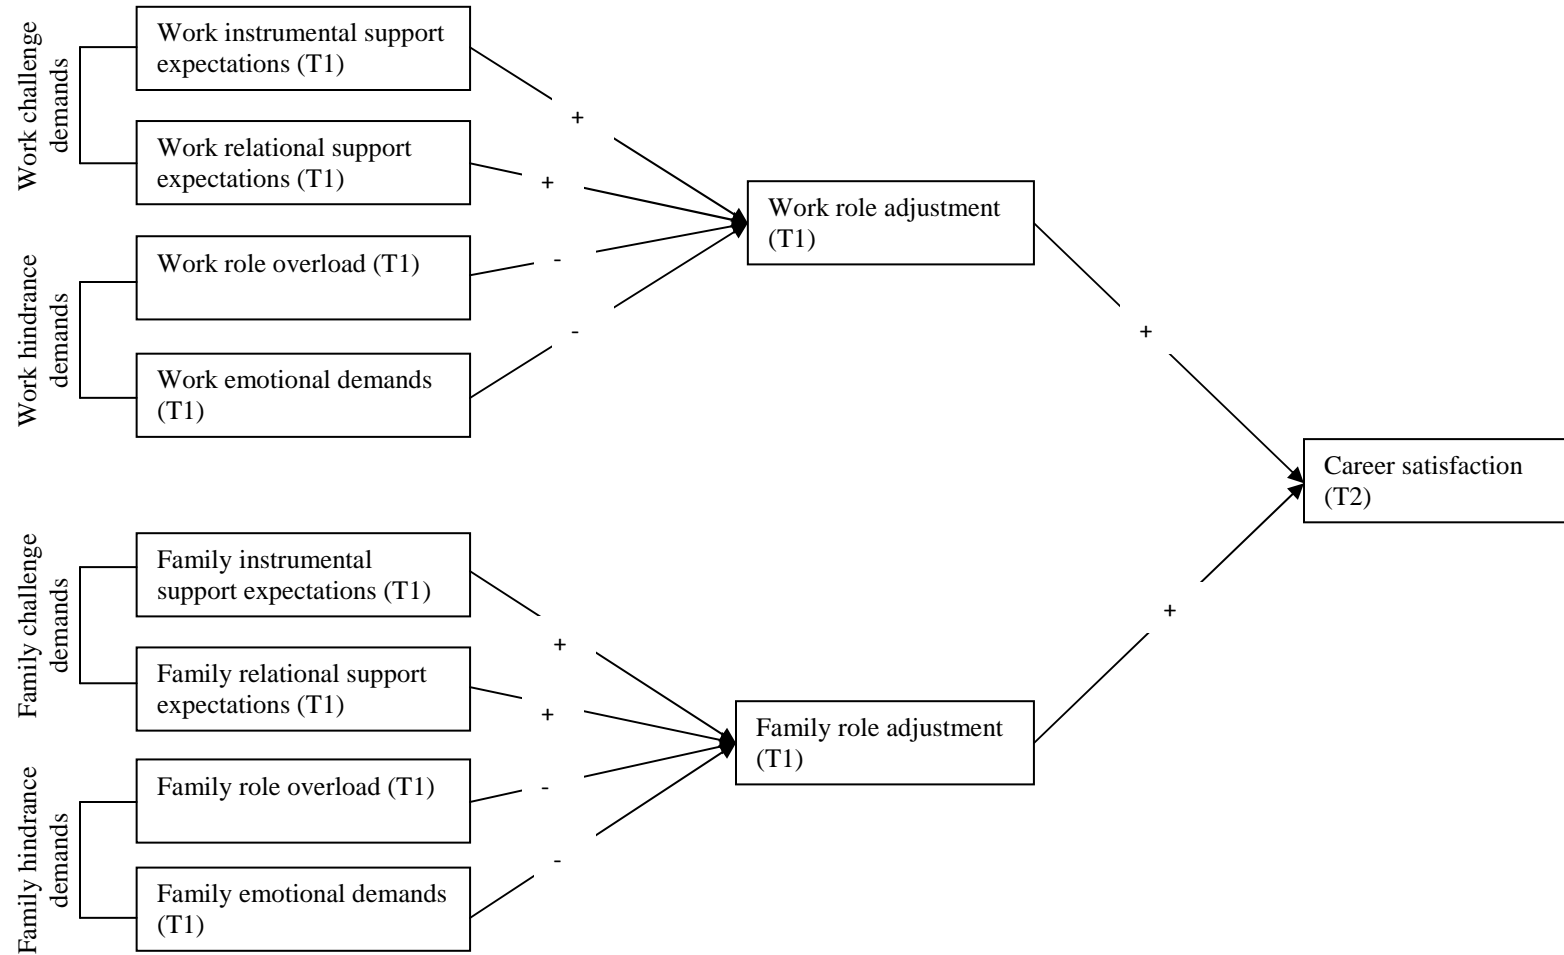 Work challenge
demands
Work instrumental support
expectations (T1)
+
Work relational support
expectations (T1)
+
Work hindrance
demands
Work role overload (T1)
-
Work emotional demands
(T1)
-
Work role adjustment
(T1)
+
Career satisfaction
(T2)
Family challenge
demands
Family instrumental
support expectations (T1)
+
Family relational support
expectations (T1)
+
Family hindrance
demands
Family role overload (T1)
-
Family emotional demands
(T1)
-
Family role adjustment
(T1)
+